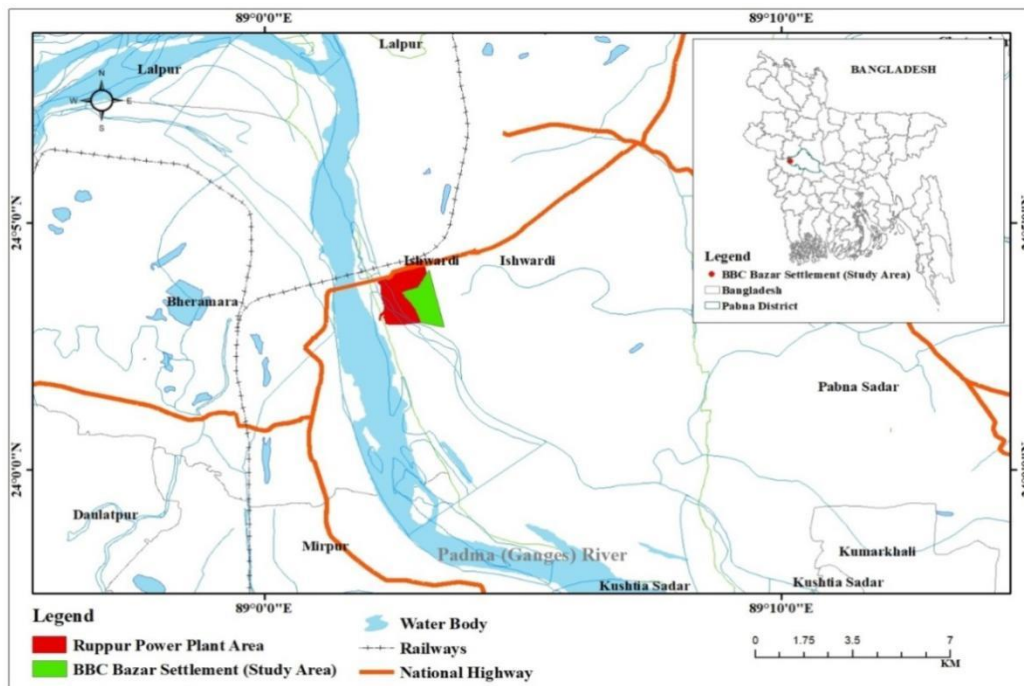 89°0'0"E
89°10'0"E
Lalpur
Lalpur
N
W
E
S
BANGLADESH
24°5'0"N
Legend
BBC Bazar Settlement (Study Area)
Bangladesh
Pabna District
Ishwardi
Ishwardi
Bheramara
Pabna Sadar
24°0'0"N
Daulatpur
Mirpur
Padma (Ganges) River
Kumarkhali
Kushtia Sadar
Kushtia Sadar
89°0'0"E
89°10'0"E
Legend
Ruppur Power Plant Area
BBC Bazar Settlement (Study Area)
Water Body
Railways
National Highway
0 1.75 3.5 7
KM